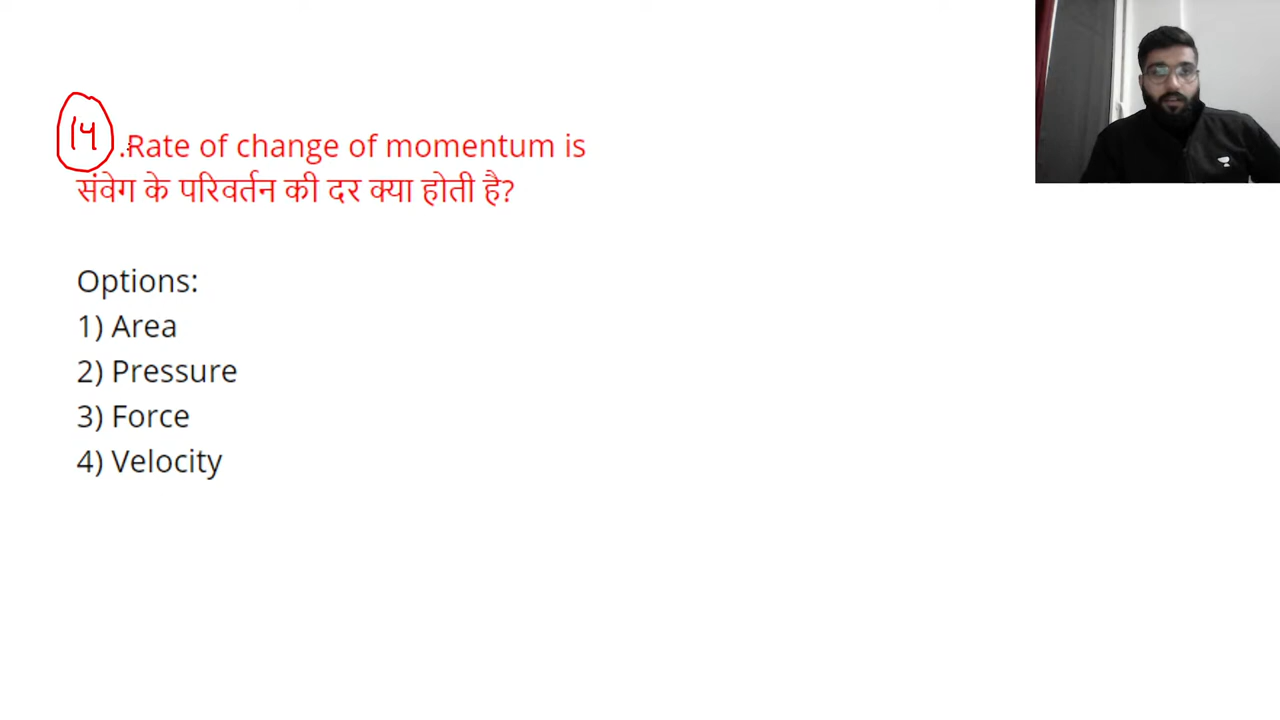 14 .Rate of change of momentum is
संवेग के परिवर्तन की दर क्या होती है?
Options:
1) Area
2) Pressure
3) Force
4) Velocity